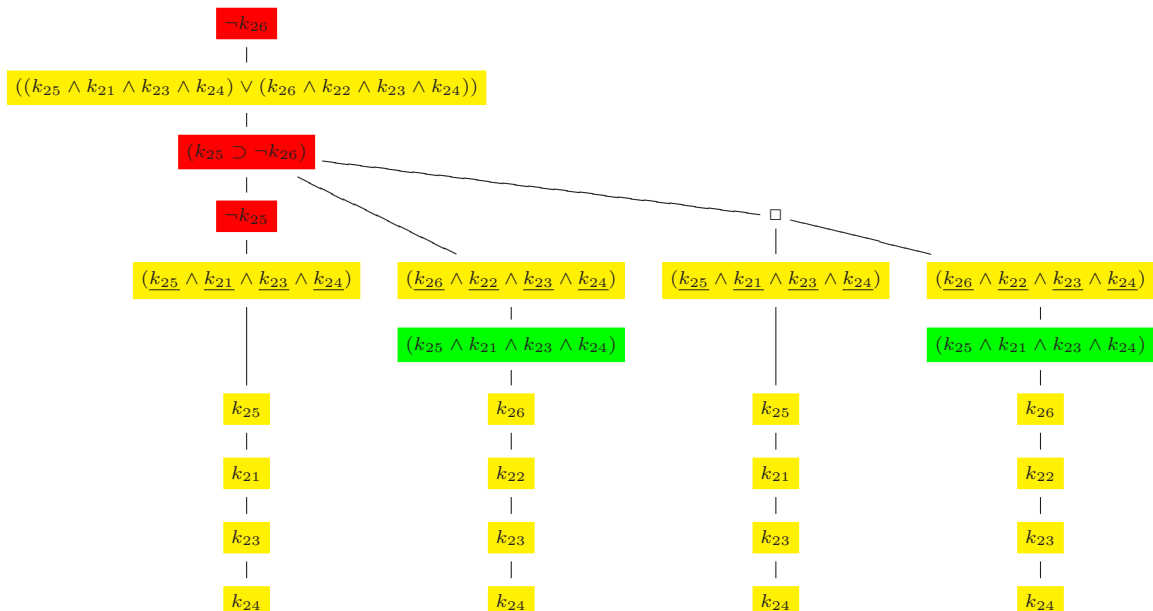 ¬k₂₆
((k₂₅ ∧ k₂₁ ∧ k₂₃ ∧ k₂₄) ∨ (k₂₆ ∧ k₂₂ ∧ k₂₃ ∧ k₂₄))
(k₂₅ ⊃ ¬k₂₆)
¬k₂₅ □
(k₂₅ ∧ k₂₁ ∧ k₂₃ ∧ k₂₄) (k₂₆ ∧ k₂₂ ∧ k₂₃ ∧ k₂₄) (k₂₅ ∧ k₂₁ ∧ k₂₃ ∧ k₂₄) (k₂₆ ∧ k₂₂ ∧ k₂₃ ∧ k₂₄)
(k₂₅ ∧ k₂₁ ∧ k₂₃ ∧ k₂₄) (k₂₅ ∧ k₂₁ ∧ k₂₃ ∧ k₂₄)
k₂₅ k₂₆ k₂₅ k₂₆
k₂₁ k₂₂ k₂₁ k₂₂
k₂₃ k₂₃ k₂₃ k₂₃
k₂₄ k₂₄ k₂₄ k₂₄